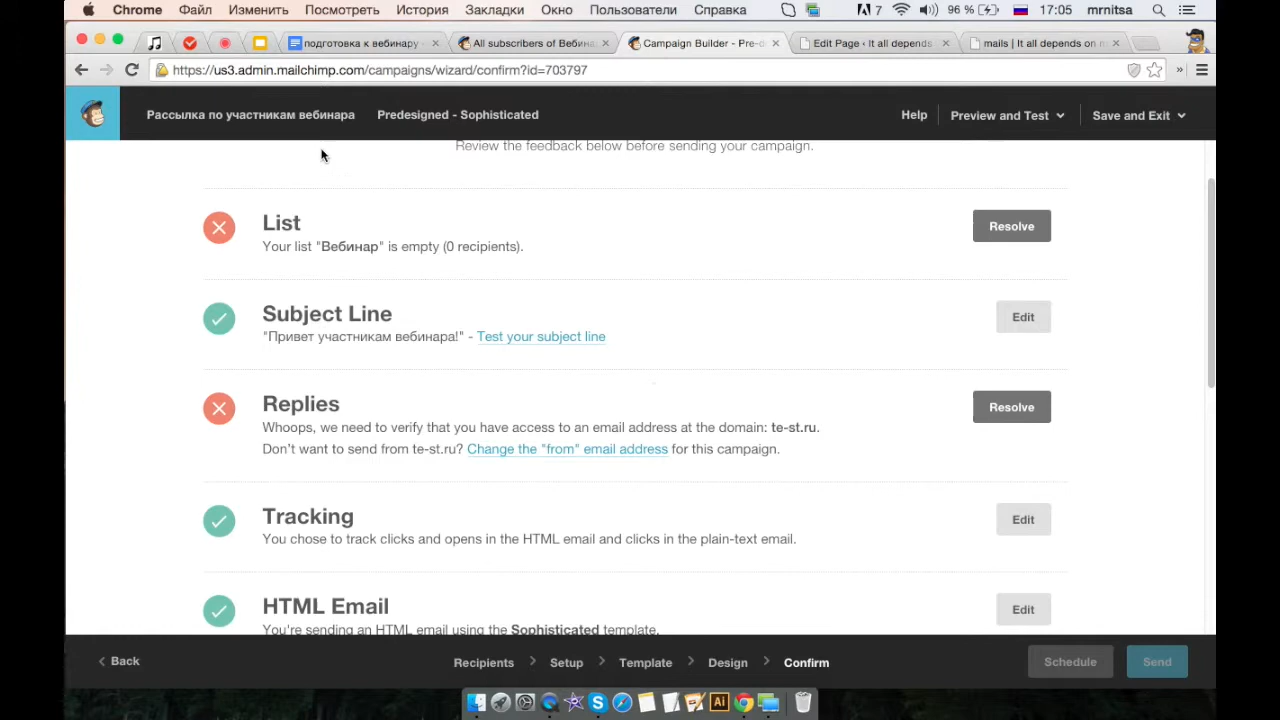 Chrome Файл Изменить Посмотреть История Закладки Окно Пользователи Справка 7 96 % 17:05 mrnitsa
подготовка к вебинару All subscribers of Вебина Campaign Builder - Pre-d Edit Page ‹ It all depends mails | It all depends on m
https://us3.admin.mailchimp.com/campaigns/wizard/confirm?id=703797
Рассылка по участникам вебинара Predesigned - Sophisticated Help Preview and Test Save and Exit
Review the feedback below before sending your campaign.
List
Resolve
Your list "Вебинар" is empty (0 recipients).
Subject Line
Edit
"Привет участникам вебинара!" - Test your subject line
Replies
Resolve
Whoops, we need to verify that you have access to an email address at the domain: te-st.ru.
Don't want to send from te-st.ru? Change the "from" email address for this campaign.
Tracking
Edit
You chose to track clicks and opens in the HTML email and clicks in the plain-text email.
HTML Email
Edit
You're sending an HTML email using the Sophisticated template.
Back Recipients Setup Template Design Confirm Schedule Send
Ai